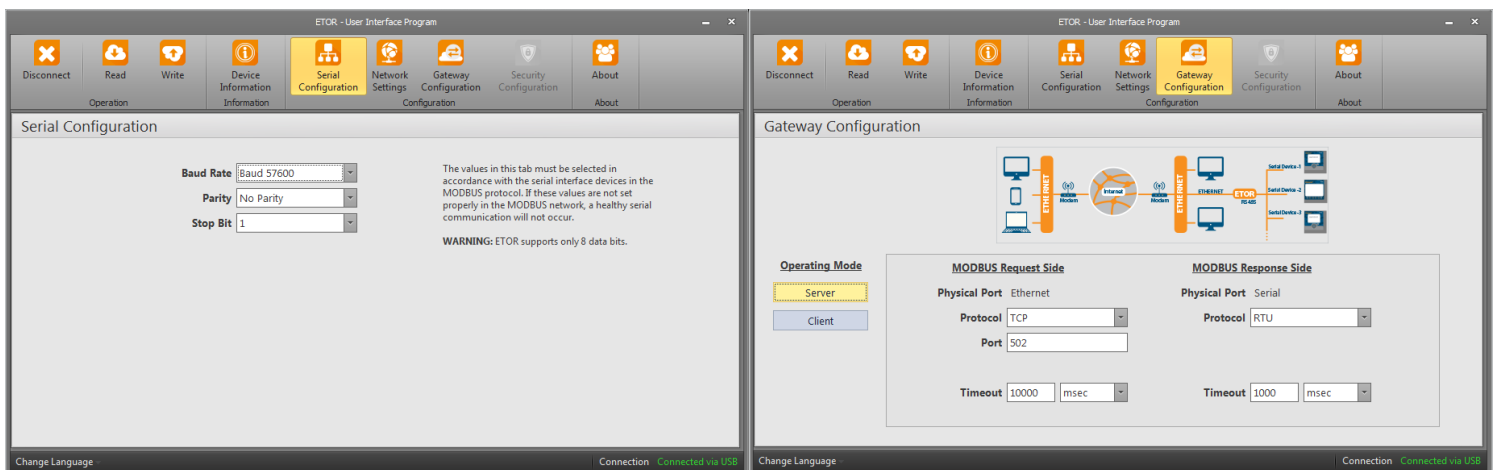 ETOR - User Interface Program
Disconnect
Read
Write
Device
Information
Serial
Configuration
Network
Settings
Gateway
Configuration
Security
Configuration
About
Operation
Information
Configuration
About
Serial Configuration
Baud Rate Baud 57600
Parity No Parity
Stop Bit 1
The values in this tab must be selected in
accordance with the serial interface devices in the
MODBUS protocol. If these values are not set
properly in the MODBUS network, a healthy serial
communication will not occur.
WARNING: ETOR supports only 8 data bits.
Change Language
Connection Connected via USB
ETOR - User Interface Program
Disconnect
Read
Write
Device
Information
Serial
Configuration
Network
Settings
Gateway
Configuration
Security
Configuration
About
Operation
Information
Configuration
About
Gateway Configuration
ETHERNET
Modem
Internet
Modem
ETHERNET
ETHERNET
ETOR
RS 485
Serial Device -1
Serial Device -2
Serial Device -3
Operating Mode
Server
Client
MODBUS Request Side
Physical Port Ethernet
Protocol TCP
Port 502
Timeout 10000 msec
MODBUS Response Side
Physical Port Serial
Protocol RTU
Timeout 1000 msec
Change Language
Connection Connected via USB